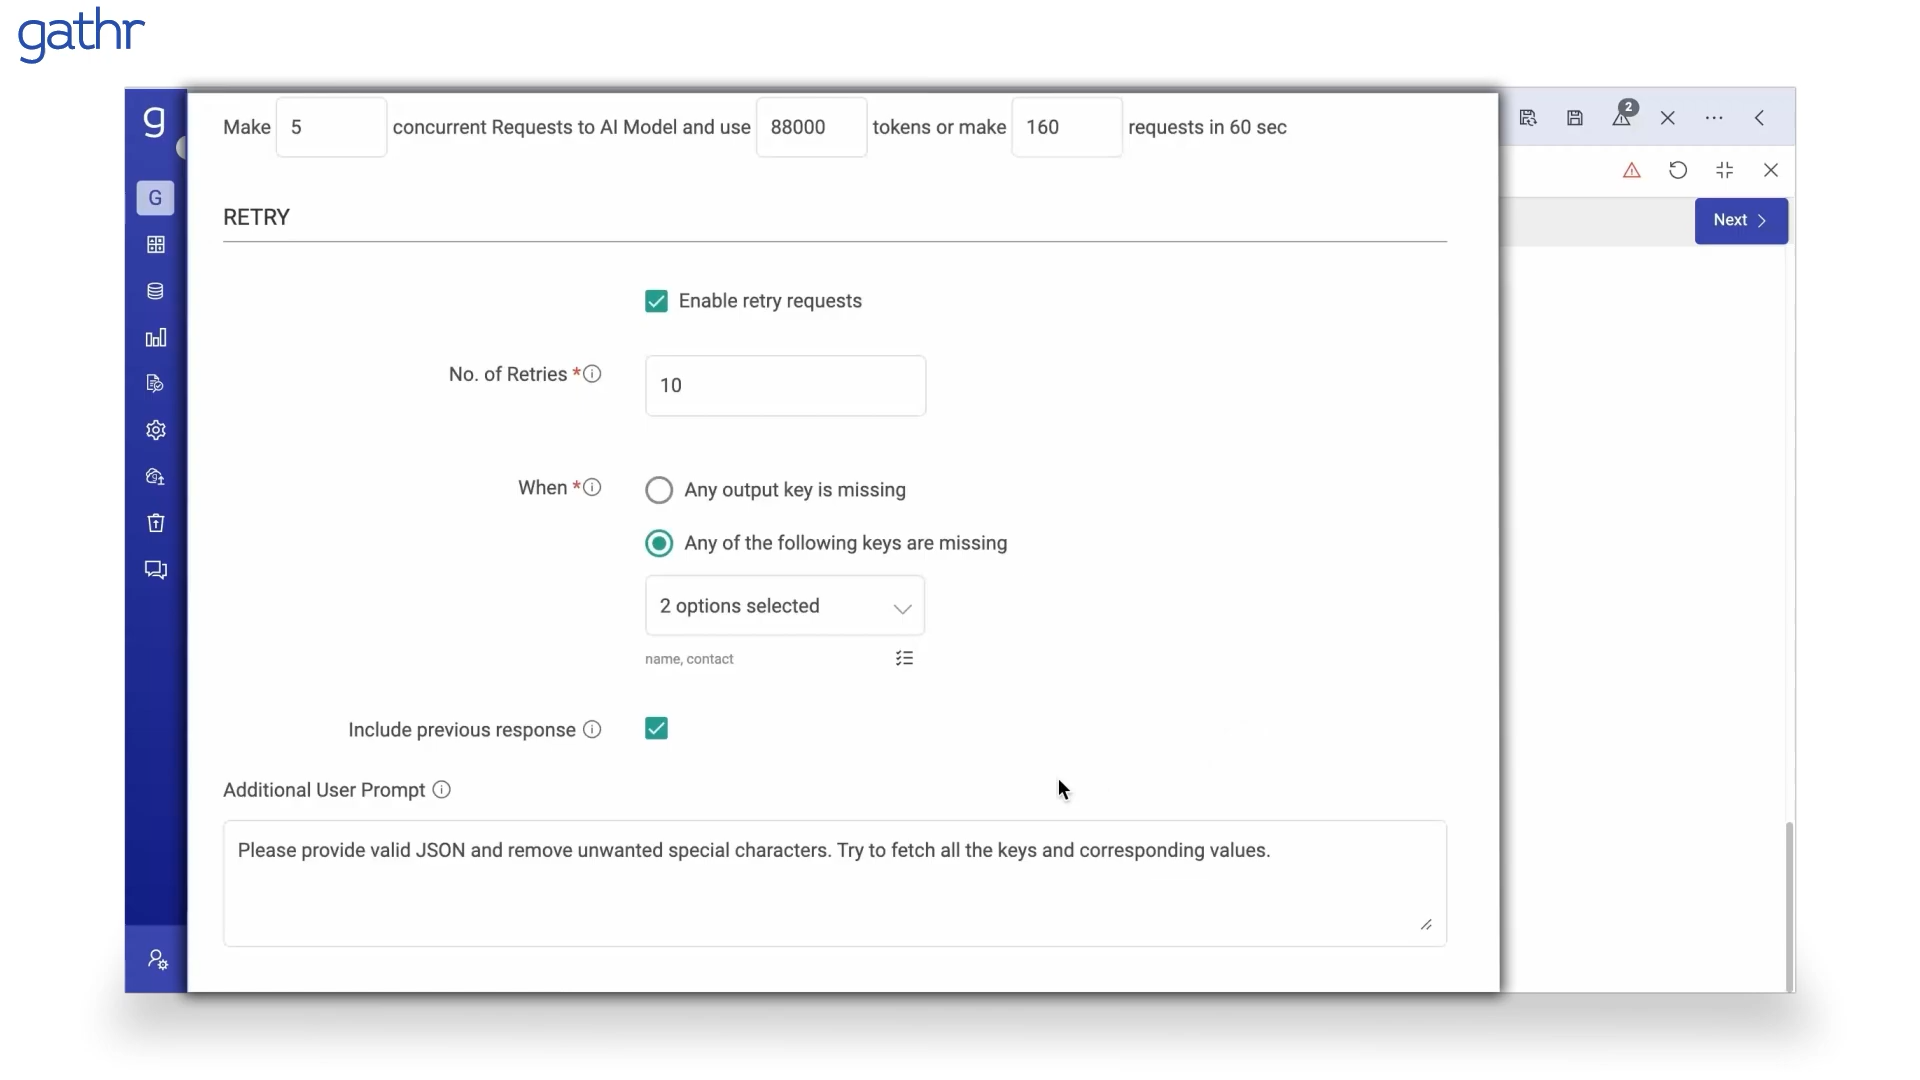 gathr
g
2
Make 5 concurrent Requests to AI Model and use 88000 tokens or make 160 requests in 60 sec
G
Next
RETRY
Enable retry requests
No. of Retries *
10
When *
Any output key is missing
Any of the following keys are missing
2 options selected
name, contact
Include previous response
Additional User Prompt
Please provide valid JSON and remove unwanted special characters. Try to fetch all the keys and corresponding values.